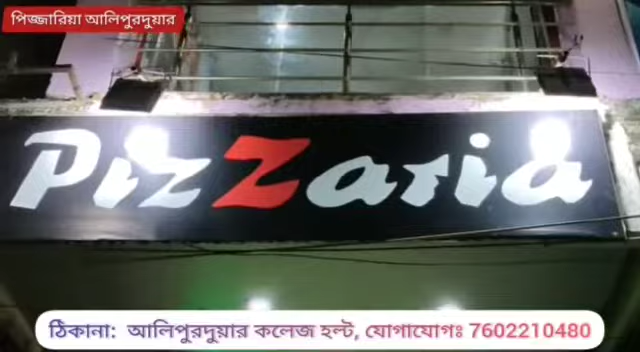 পিজ্জারিয়া আলিপুরদুয়ার
PizZaria
ঠিকানা: আলিপুরদুয়ার কলেজ হল্ট, যোগাযোগঃ 7602210480